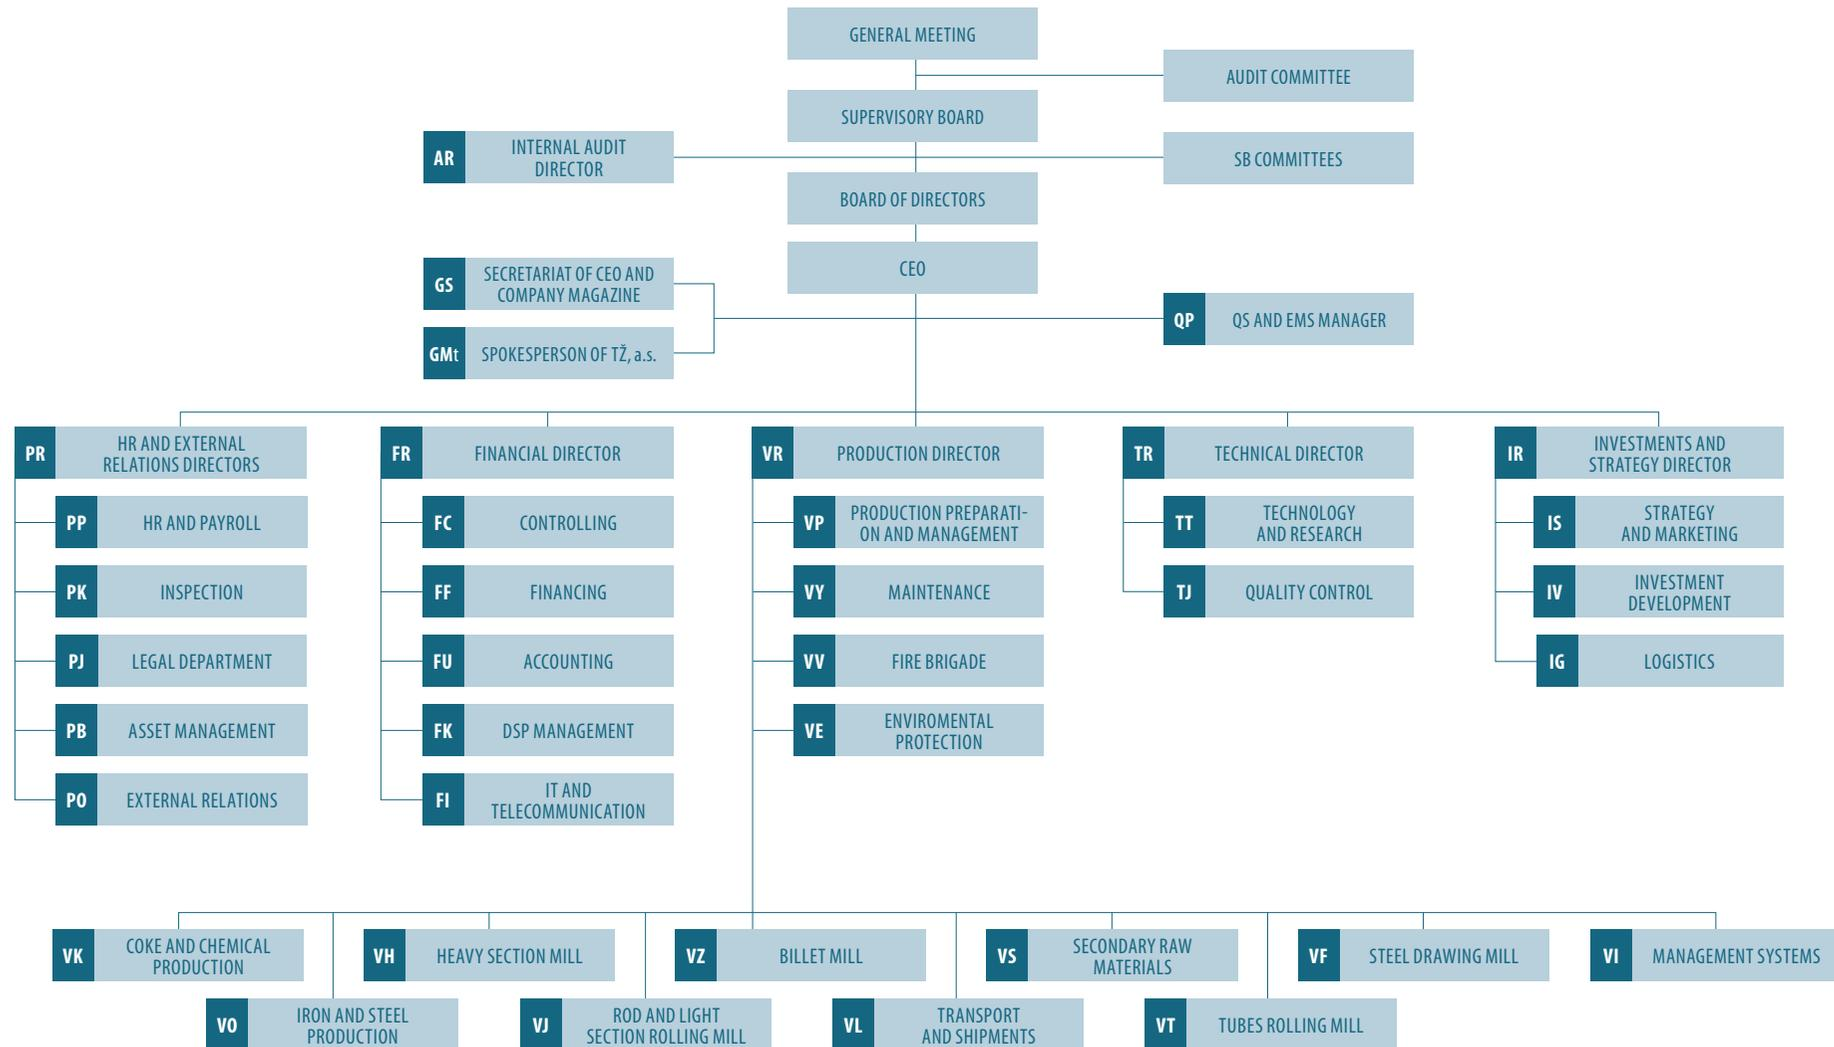 GENERAL MEETING
AUDIT COMMITTEE
SUPERVISORY BOARD
AR
INTERNAL AUDIT
DIRECTOR
SB COMMITTEES
BOARD OF DIRECTORS
CEO
GS
SECRETARIAT OF CEO AND
COMPANY MAGAZINE
QP
QS AND EMS MANAGER
GMt
SPOKESPERSON OF TŽ, a.s.
PR
HR AND EXTERNAL
RELATIONS DIRECTORS
FR
FINANCIAL DIRECTOR
VR
PRODUCTION DIRECTOR
TR
TECHNICAL DIRECTOR
IR
INVESTMENTS AND
STRATEGY DIRECTOR
PP
HR AND PAYROLL
FC
CONTROLLING
VP
PRODUCTION PREPARATI-
ON AND MANAGEMENT
TT
TECHNOLOGY
AND RESEARCH
IS
STRATEGY
AND MARKETING
PK
INSPECTION
FF
FINANCING
VY
MAINTENANCE
TJ
QUALITY CONTROL
IV
INVESTMENT
DEVELOPMENT
PJ
LEGAL DEPARTMENT
FU
ACCOUNTING
VV
FIRE BRIGADE
IG
LOGISTICS
PB
ASSET MANAGEMENT
FK
DSP MANAGEMENT
VE
ENVIROMENTAL
PROTECTION
PO
EXTERNAL RELATIONS
FI
IT AND
TELECOMMUNICATION
VK
COKE AND CHEMICAL
PRODUCTION
VH
HEAVY SECTION MILL
VZ
BILLET MILL
VS
SECONDARY RAW
MATERIALS
VF
STEEL DRAWING MILL
VI
MANAGEMENT SYSTEMS
VO
IRON AND STEEL
PRODUCTION
VJ
ROD AND LIGHT
SECTION ROLLING MILL
VL
TRANSPORT
AND SHIPMENTS
VT
TUBES ROLLING MILL